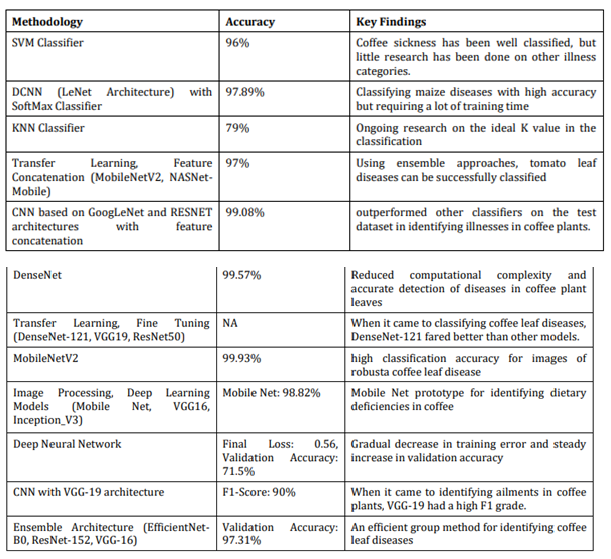 Methodology Accuracy Key Findings
SVM Classifier 96% Coffee sickness has been well classified, but
little research has been done on other illness
categories.
DCNN (LeNet Architecture) with 97.89% Classifying maize diseases with high accuracy
SoftMax Classifier but requiring a lot of training time
KNN Classifier 79% Ongoing research on the ideal K value in the
classification
Transfer Learning, Feature 97% Using ensemble approaches, tomato leaf
Concatenation (MobileNetV2, NASNet- diseases can be successfully classified
Mobile)
CNN based on GoogLeNet and RESNET 99.08% outperformed other classifiers on the test
architectures with feature dataset in identifying illnesses in coffee plants.
concatenation
DenseNet 99.57% Reduced computational complexity and
accurate detection of diseases in coffee plant
leaves
Transfer Learning, Fine Tuning NA When it came to classifying coffee leaf diseases,
(DenseNet-121, VGG19, ResNet50) DenseNet-121 fared better than other models.
MobileNetV2 99.93% high classification accuracy for images of
robusta coffee leaf disease
Image Processing, Deep Learning Mobile Net: 98.82% Mobile Net prototype for identifying dietary
Models (Mobile Net, VGG16, deficiencies in coffee
Inception_V3)
Deep Neural Network Final Loss: 0.56, Gradual decrease in training error and steady
Validation Accuracy: increase in validation accuracy
71.5%
CNN with VGG-19 architecture F1-Score: 90% When it came to identifying ailments in coffee
plants, VGG-19 had a high F1 grade.
Ensemble Architecture (EfficientNet- Validation Accuracy: An efficient group method for identifying coffee
B0, ResNet-152, VGG-16) 97.31% leaf diseases